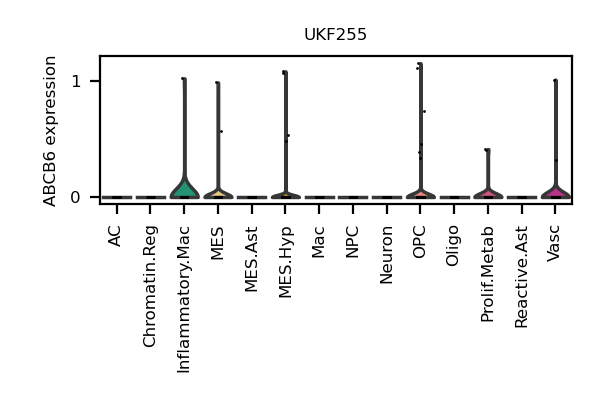 UKF255
ABCB6 expression
1
0
AC
Chromatin.Reg
Inflammatory.Mac
MES
MES.Ast
MES.Hyp
Mac
NPC
Neuron
OPC
Oligo
Prolif.Metab
Reactive.Ast
Vasc